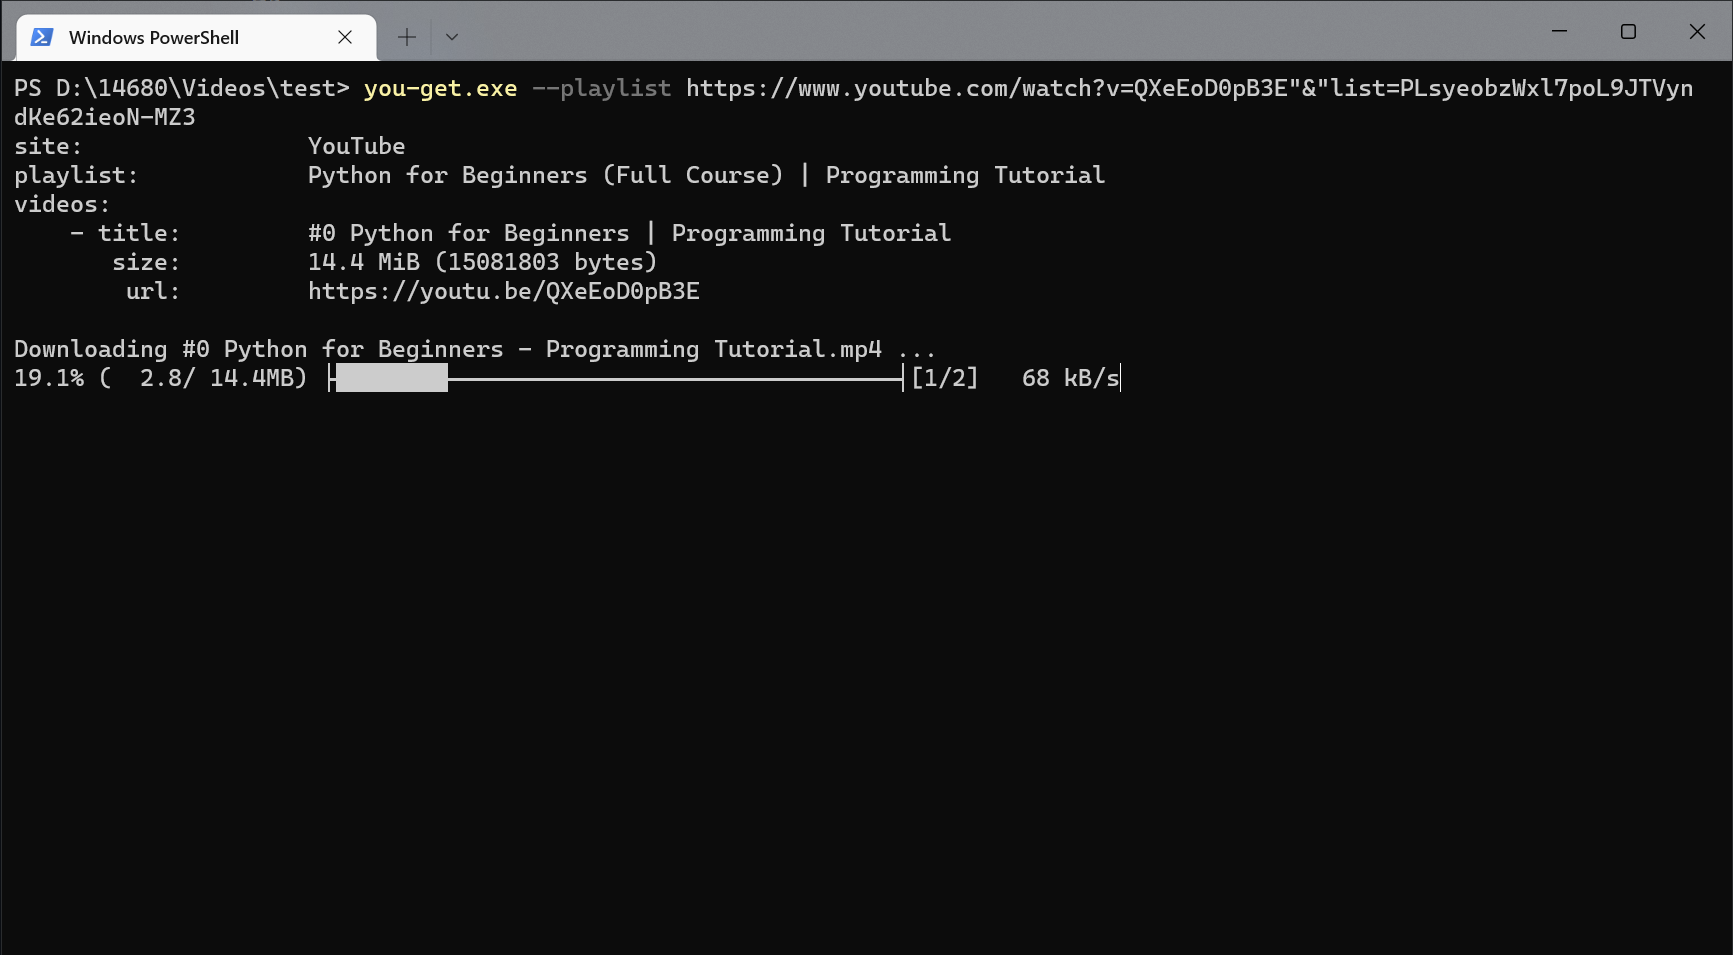 Windows PowerShell
PS D:\14680\Videos\test> you-get.exe --playlist https://www.youtube.com/watch?v=QXeEoD0pB3E"&"list=PLsyeobzWxl7poL9JTVyn
dKe62ieoN-MZ3
site: YouTube
playlist: Python for Beginners (Full Course) | Programming Tutorial
videos:
- title: #0 Python for Beginners | Programming Tutorial
size: 14.4 MiB (15081803 bytes)
url: https://youtu.be/QXeEoD0pB3E
Downloading #0 Python for Beginners - Programming Tutorial.mp4 ...
19.1% ( 2.8/ 14.4MB) [1/2] 68 kB/s